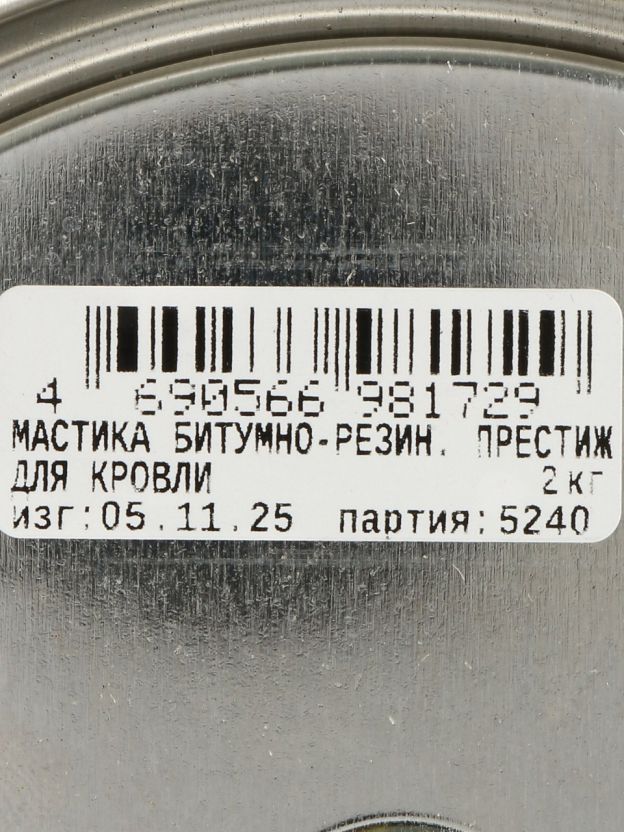 4 690566 981729
МАСТИКА БИТУМНО-РЕЗИН. ПРЕСТИЖ
ДЛЯ КРОВЛИ 2кг
изг:05.11.25 партия:5240